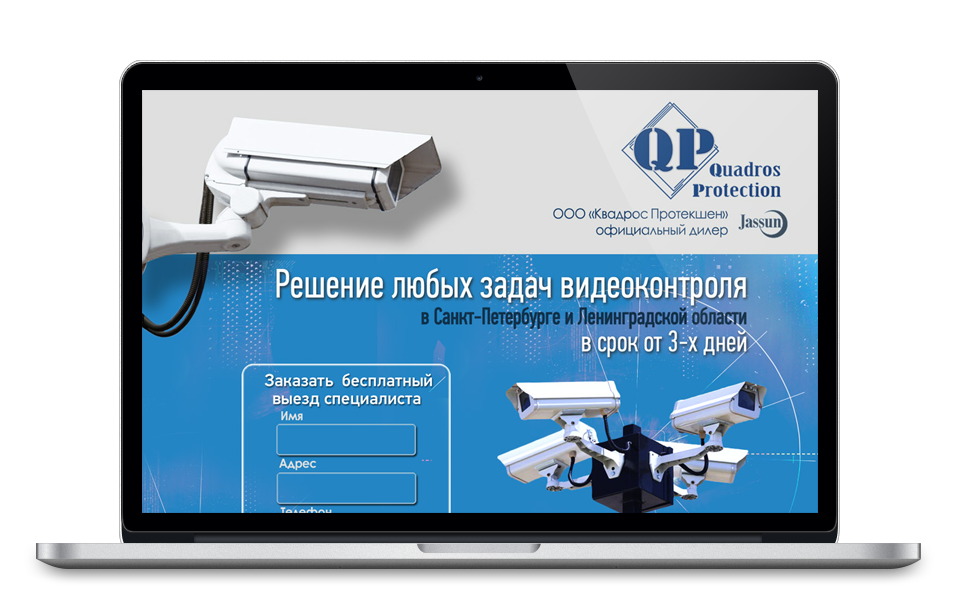 QP
Quadros
Protection
ООО «Квадрос Протекшен»
официальный дилер
Jassun
Решение любых задач видеоконтроля
в Санкт-Петербурге и Ленинградской области
в срок от 3-х дней
Заказать бесплатный
выезд специалиста
Имя
Адрес
Телефон